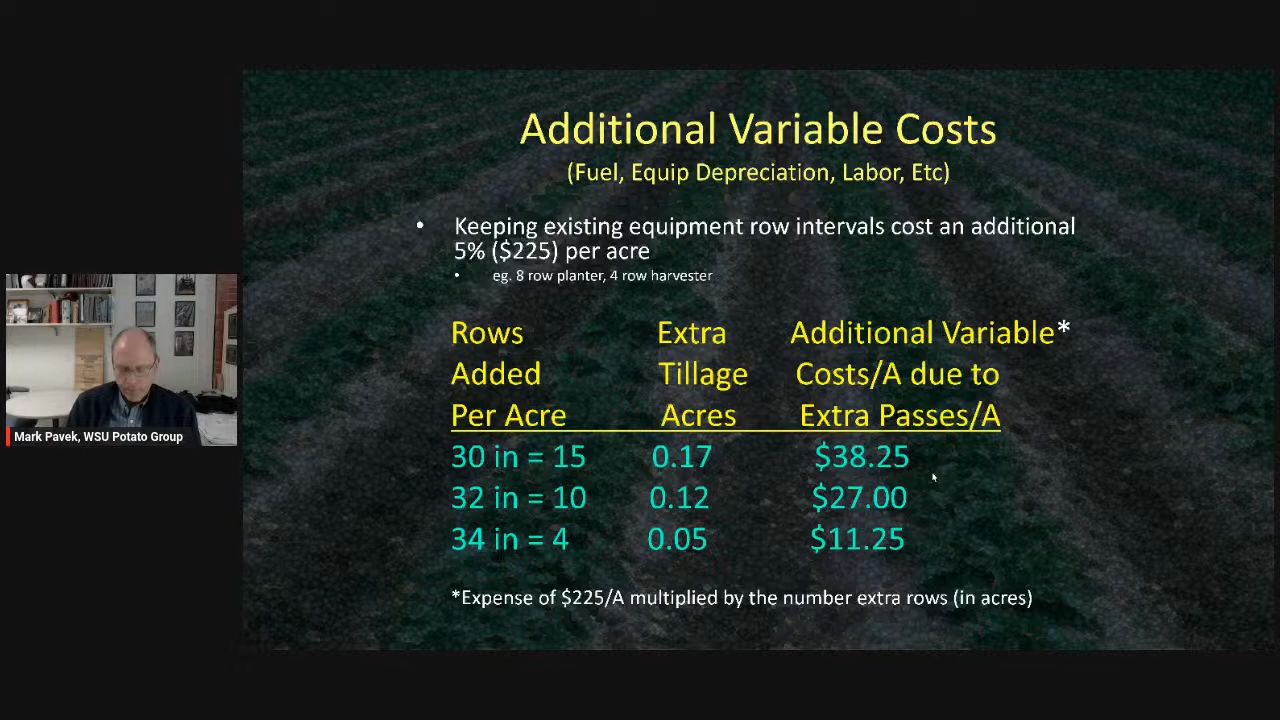 Additional Variable Costs
(Fuel, Equip Depreciation, Labor, Etc)
• Keeping existing equipment row intervals cost an additional
5% ($225) per acre
• eg. 8 row planter, 4 row harvester
Rows Extra Additional Variable*
Added Tillage Costs/A due to
Per Acre Acres Extra Passes/A
30 in = 15 0.17 $38.25
32 in = 10 0.12 $27.00
34 in = 4 0.05 $11.25
*Expense of $225/A multiplied by the number extra rows (in acres)
Mark Pavek, WSU Potato Group